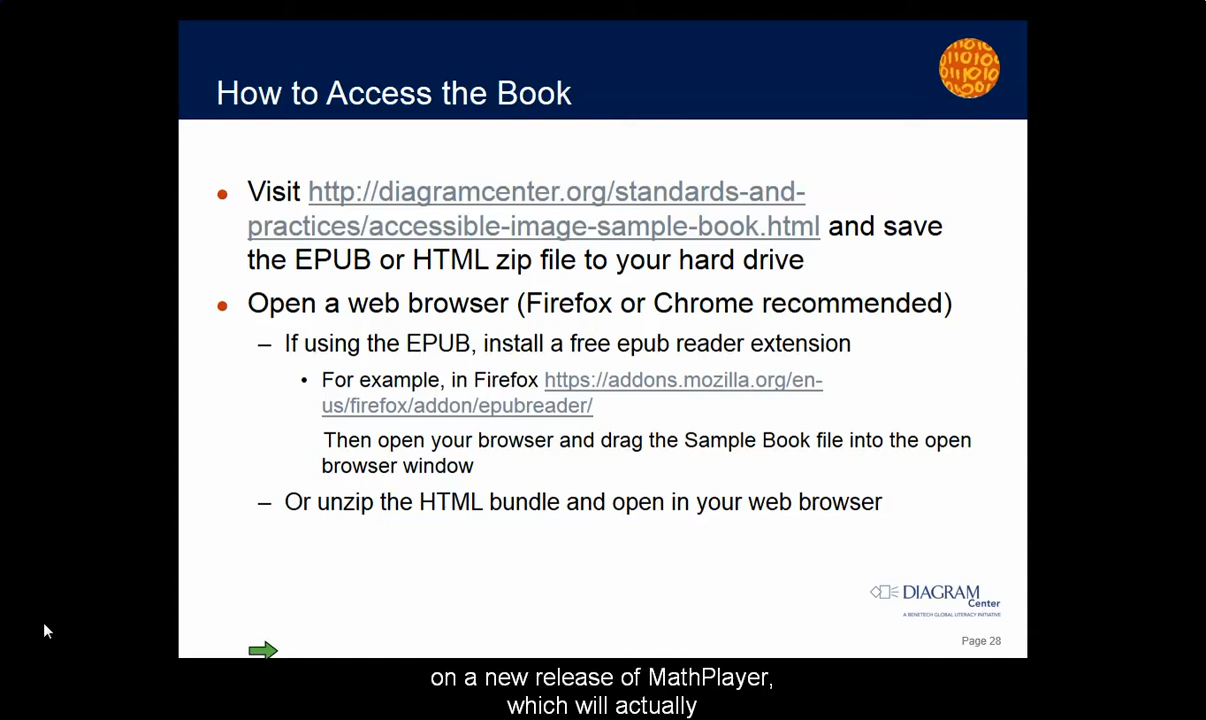 How to Access the Book
• Visit http://diagramcenter.org/standards-and-
practices/accessible-image-sample-book.html and save
the EPUB or HTML zip file to your hard drive
• Open a web browser (Firefox or Chrome recommended)
– If using the EPUB, install a free epub reader extension
• For example, in Firefox https://addons.mozilla.org/en-
us/firefox/addon/epubreader/
Then open your browser and drag the Sample Book file into the open
browser window
– Or unzip the HTML bundle and open in your web browser
DIAGRAM
Center
A BENETECH GLOBAL LITERACY INITIATIVE
Page 28
on a new release of MathPlayer,
which will actually